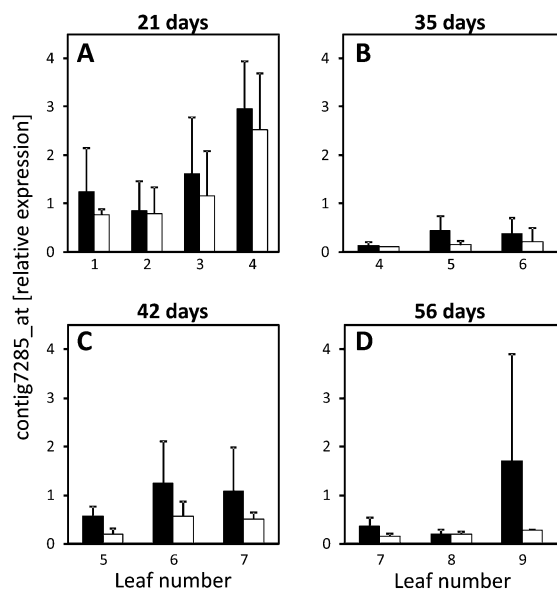 21 days
35 days
A
B
contig7285_at [relative expression]
4
3
2
1
0
1 2 3 4
4
3
2
1
0
4 5 6
42 days
56 days
C
D
4
3
2
1
0
5 6 7
Leaf number
4
3
2
1
0
7 8 9
Leaf number